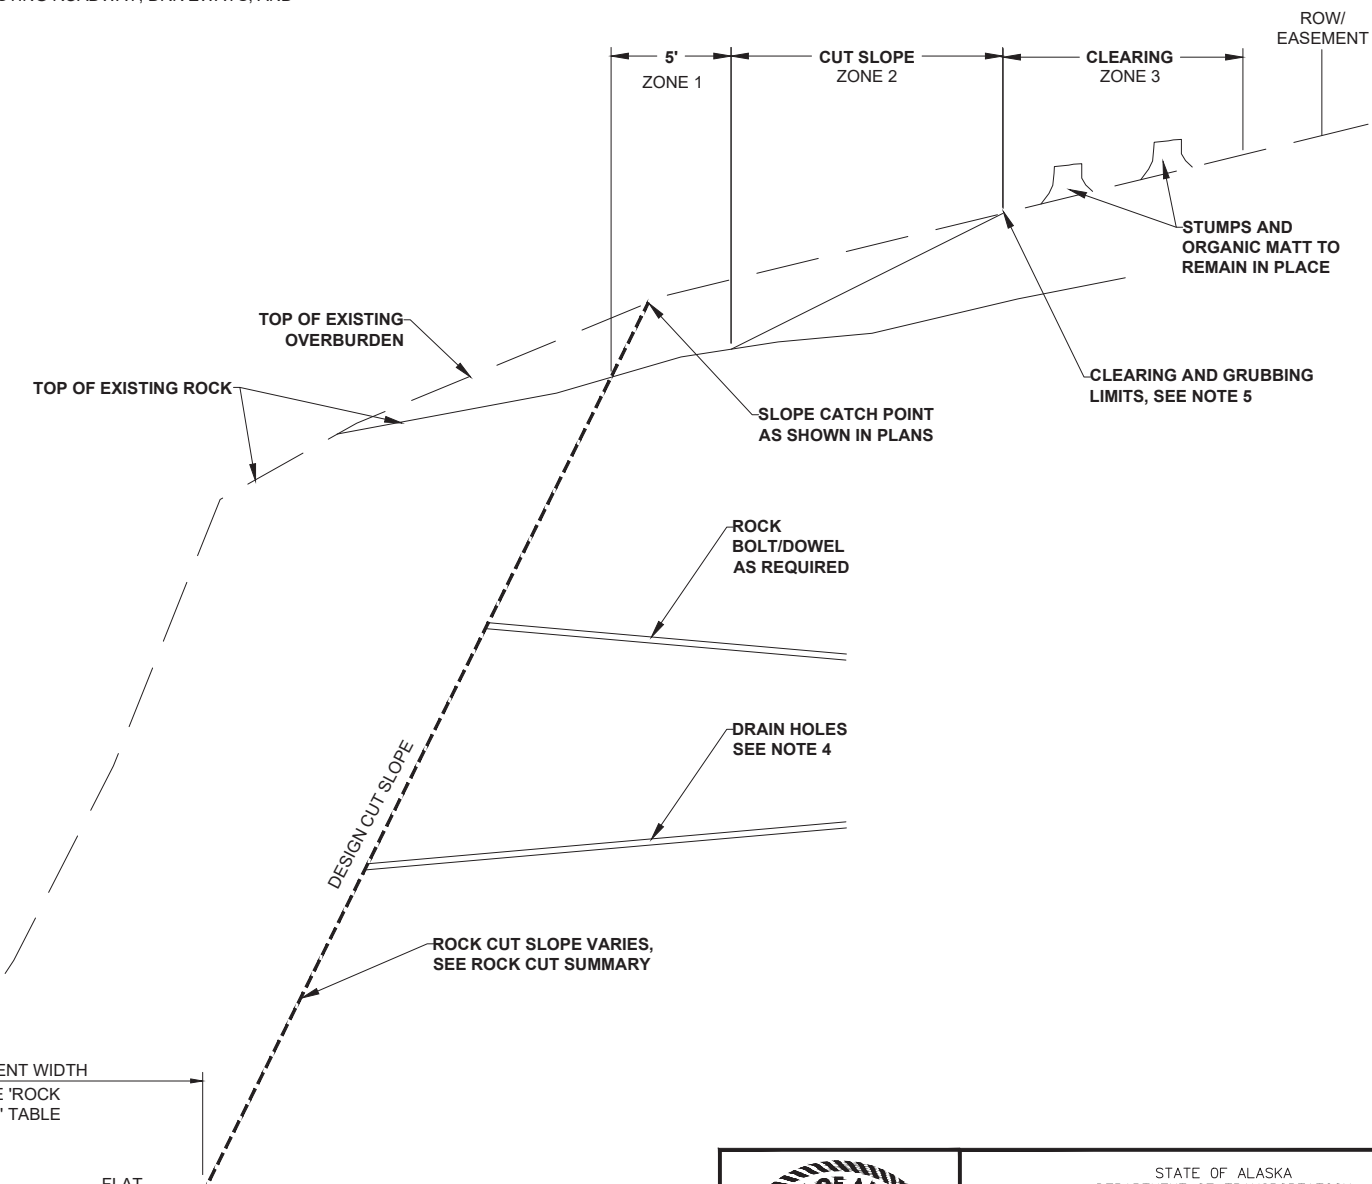 ROW/
EASEMENT
5'
ZONE 1
CUT SLOPE
ZONE 2
CLEARING
ZONE 3
STUMPS AND
ORGANIC MATT TO
REMAIN IN PLACE
TOP OF EXISTING
OVERBURDEN
TOP OF EXISTING ROCK
CLEARING AND GRUBBING
LIMITS, SEE NOTE 5
SLOPE CATCH POINT
AS SHOWN IN PLANS
ROCK
BOLT/DOWEL
AS REQUIRED
DRAIN HOLES
SEE NOTE 4
DESIGN CUT SLOPE
ROCK CUT SLOPE VARIES,
SEE ROCK CUT SUMMARY
WIDTH
'ROCK
' TABLE
FLAT
STATE OF ALASKA